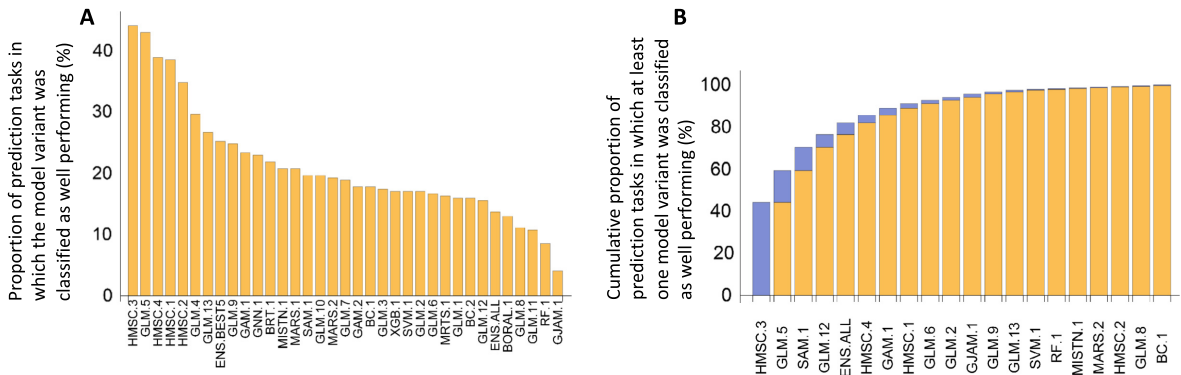 A
Proportion of prediction tasks in
which the model variant was
classified as well performing (%)
40
30
20
10
0
HMSC.3
GLM.5
HMSC.4
HMSC.1
HMSC.2
GLM.4
GLM.13
ENS.BEST5
GLM.9
GAM.1
GNN.1
BRT.1
MISTN.1
MARS.1
SAM.1
GLM.10
MARS.2
GLM.7
GAM.2
BC.1
GLM.3
XGB.1
SVM.1
GLM.2
GLM.6
MRTS.1
GLM.1
BC.2
GLM.12
ENS.ALL
BORAL.1
GLM.8
GLM.11
RF.1
GJAM.1
B
Cumulative proportion of
prediction tasks in which at least
one model variant was classified
as well performing (%)
100
80
60
40
20
0
HMSC.3
GLM.5
SAM.1
GLM.12
ENS.ALL
HMSC.4
GAM.1
HMSC.1
GLM.6
GLM.2
GJAM.1
GLM.9
GLM.13
SVM.1
RF.1
MISTN.1
MARS.2
HMSC.2
GLM.8
BC.1